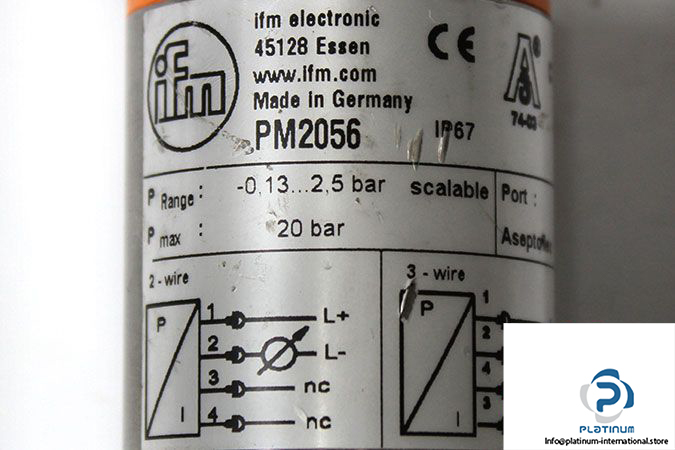 ifm
ifm electronic
45128 Essen
www.ifm.com
Made in Germany
CE
PM2056
IP67
A 3
74-03
P Range : -0,13...2,5 bar scalable
P max : 20 bar
Port :
2 - wire
P
I
1 L+
2 L-
3 nc
4 nc
3 - wire
P
I
1
2
4
3
PLATINUM
Info@platinum-international.store